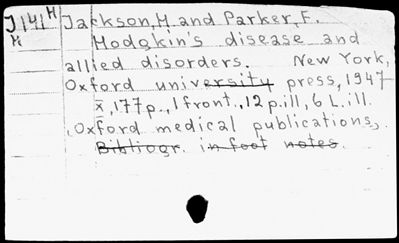 J141 H Jackson, H. and Parker, F.
H Hodgkin's disease and
allied disorders. New York,
Oxford university press, 1947
x, 177 p., 1 front., 12 p. ill, 6 L. ill.
(Oxford medical publications).
Bibliogr. in foot notes.